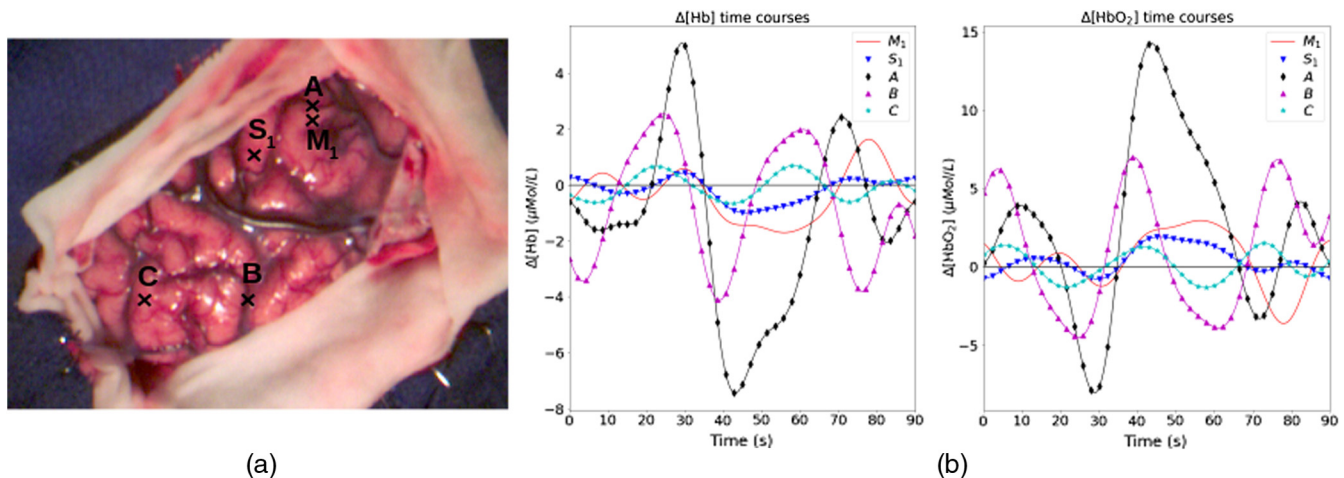 A
S₁
M₁
C
B
(a)
Δ[Hb] time courses
Δ[Hb] (μMol/L)
4
2
0
−2
−4
−6
−8
M₁
S₁
A
B
C
0 10 20 30 40 50 60 70 80 90
Time (s)
Δ[HbO₂] time courses
Δ[HbO₂] (μMol/L)
15
10
5
0
−5
M₁
S₁
A
B
C
0 10 20 30 40 50 60 70 80 90
Time (s)
(b)